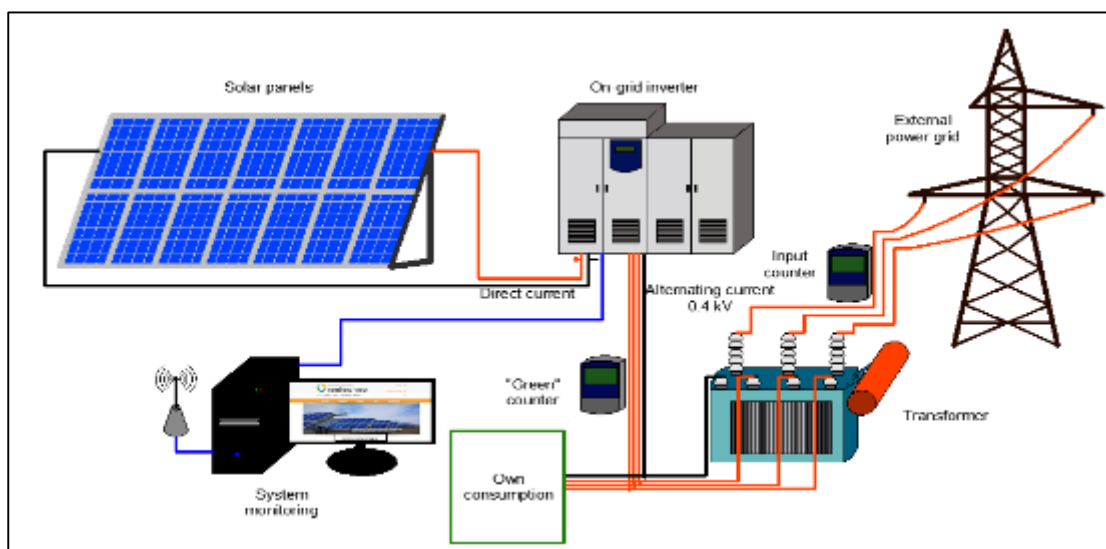 Solar panels
On-grid inverter
External
power grid
Input
counter
Direct current
Alternating current
0.4 kV
"Green"
counter
Transformer
Own
consumption
System
monitoring